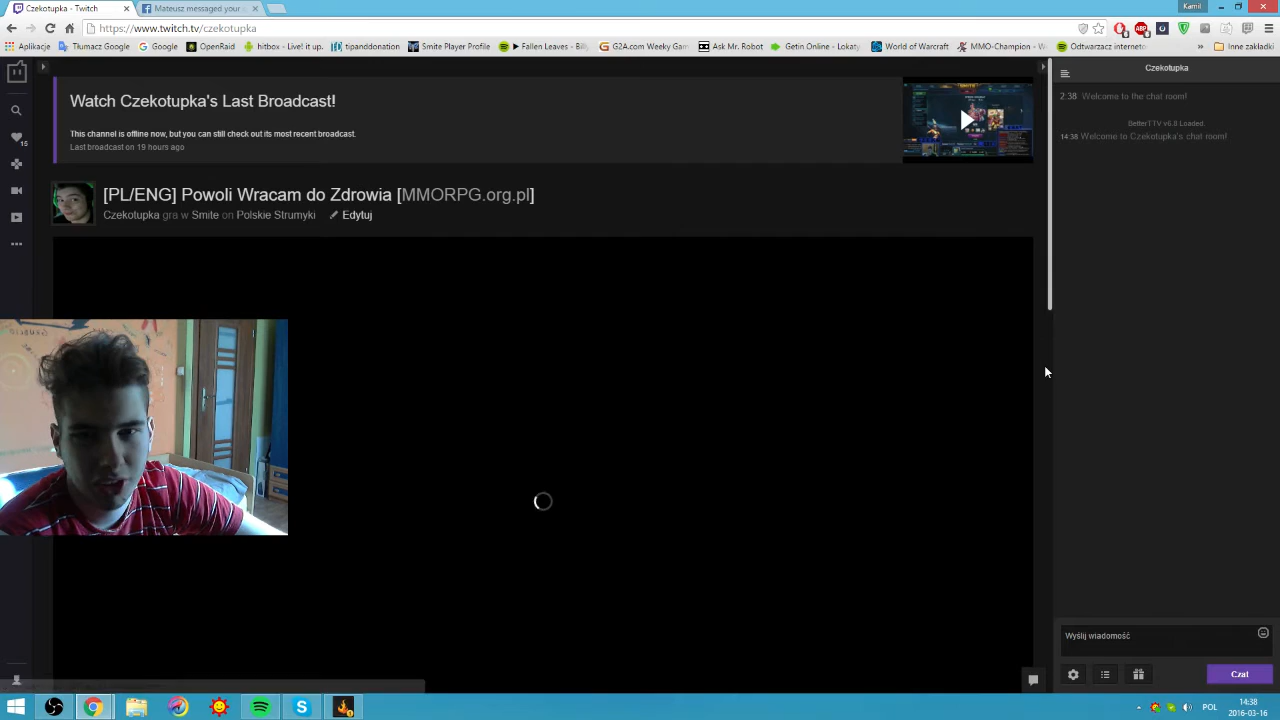 Czekotupka - Twitch
Mateusz messaged your
Kamil
https://www.twitch.tv/czekotupka
Aplikacje
Tłumacz Google
Google
OpenRaid
hitbox - Live! it up.
tipanddonation
Smite Player Profile
Fallen Leaves - Billy
G2A.com Weekly Gam
Ask Mr. Robot
Getin Online - Lokaty
World of Warcraft
MMO-Champion - W
Odtwarzacz interneto
» Inne zakładki
Watch Czekotupka's Last Broadcast!
This channel is offline now, but you can still check out its most recent broadcast.
Last broadcast on 19 hours ago
15
[PL/ENG] Powoli Wracam do Zdrowia [MMORPG.org.pl]
Czekotupka gra w Smite on Polskie Strumyki
Edytuj
Czekotupka
2:38 Welcome to the chat room!
BetterTTV v6.8 Loaded.
14:38 Welcome to Czekotupka's chat room!
Wyślij wiadomość
Czat
POL
14:38
2016-03-16